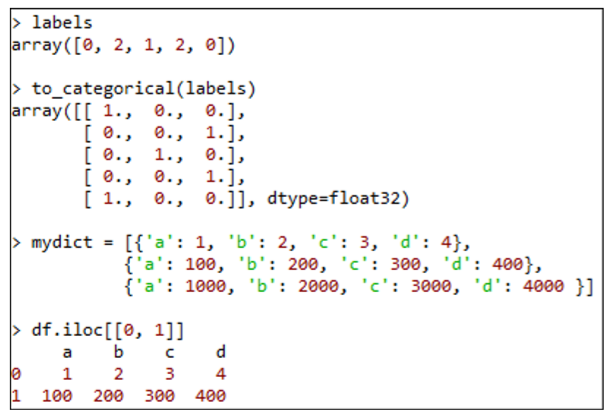 > labels
array([0, 2, 1, 2, 0])
> to_categorical(labels)
array([[ 1., 0., 0.],
[ 0., 0., 1.],
[ 0., 1., 0.],
[ 0., 0., 1.],
[ 1., 0., 0.]], dtype=float32)
> mydict = [{'a': 1, 'b': 2, 'c': 3, 'd': 4},
{'a': 100, 'b': 200, 'c': 300, 'd': 400},
{'a': 1000, 'b': 2000, 'c': 3000, 'd': 4000 }]
> df.iloc[[0, 1]]
a b c d
0 1 2 3 4
1 100 200 300 400